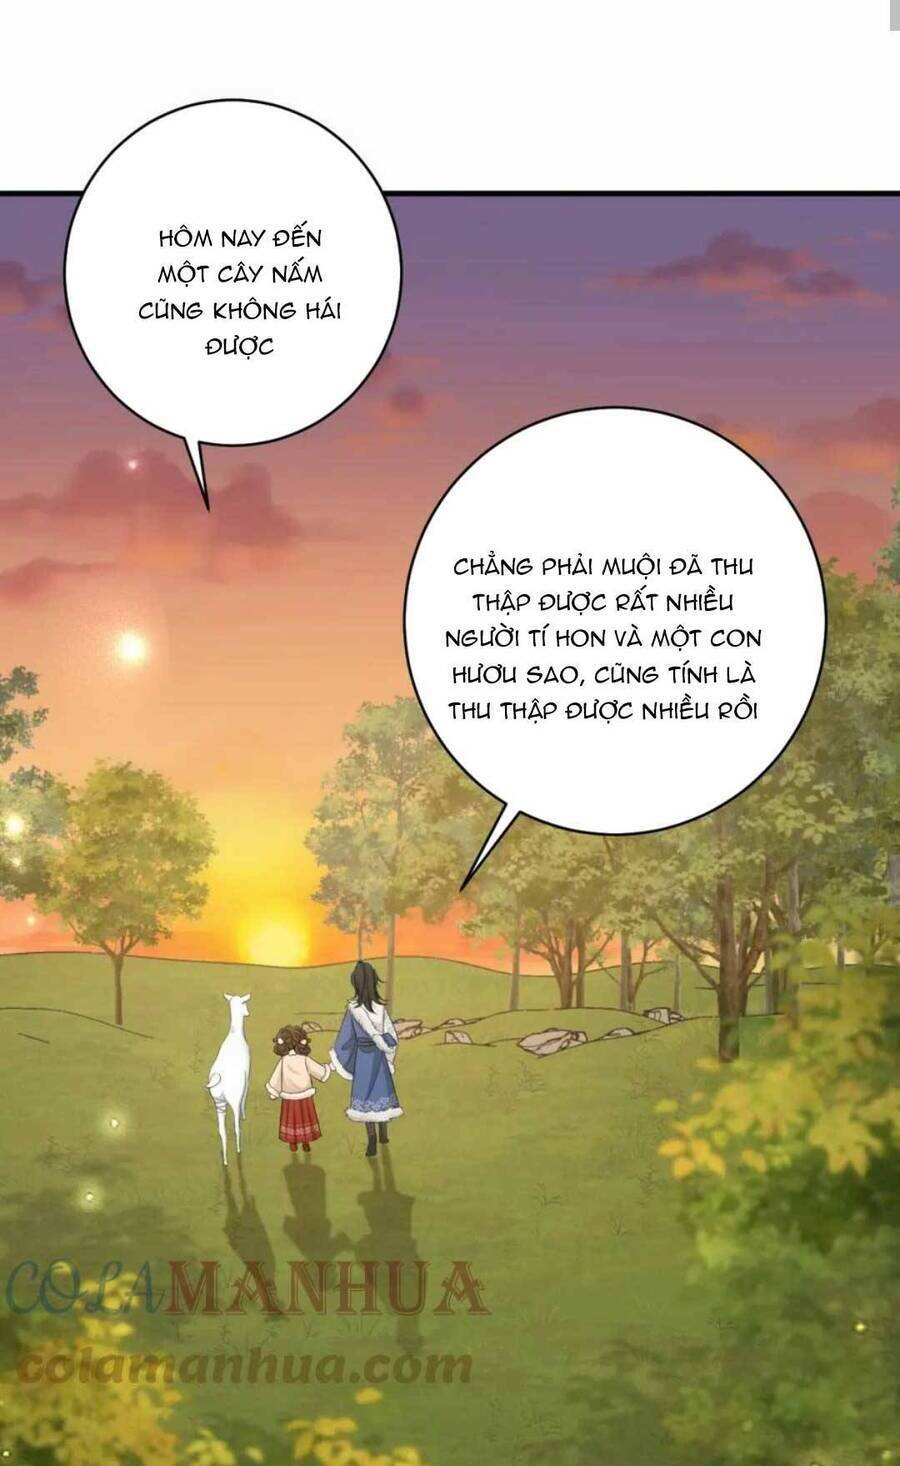 HÔM NAY ĐẾN
MỘT CÂY NẤM
CŨNG KHÔNG HÁI
ĐƯỢC
CHẲNG PHẢI MUỘI ĐÃ THU
THẬP ĐƯỢC RẤT NHIỀU
NGƯỜI TÍ HON VÀ MỘT CON
HƯƠU SAO, CŨNG TÍNH LÀ
THU THẬP ĐƯỢC NHIỀU RỒI
COLAMANHUA
colamanhua.com